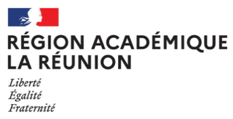 RÉGION ACADÉMIQUE
LA RÉUNION
Liberté
Égalité
Fraternité